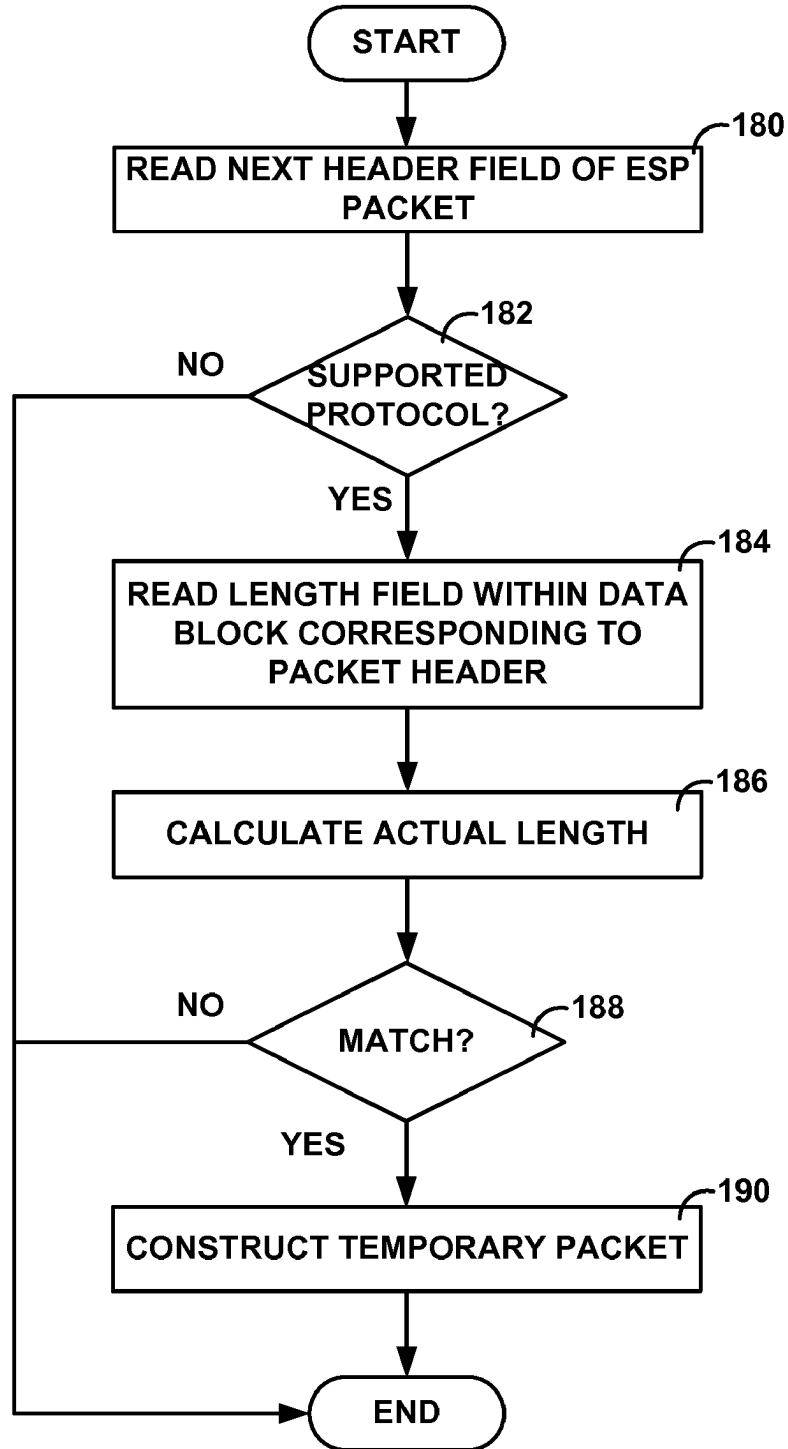 START
180
READ NEXT HEADER FIELD OF ESP
PACKET
182
NO
SUPPORTED
PROTOCOL?
YES
184
READ LENGTH FIELD WITHIN DATA
BLOCK CORRESPONDING TO
PACKET HEADER
186
CALCULATE ACTUAL LENGTH
NO
188
MATCH?
YES
190
CONSTRUCT TEMPORARY PACKET
END